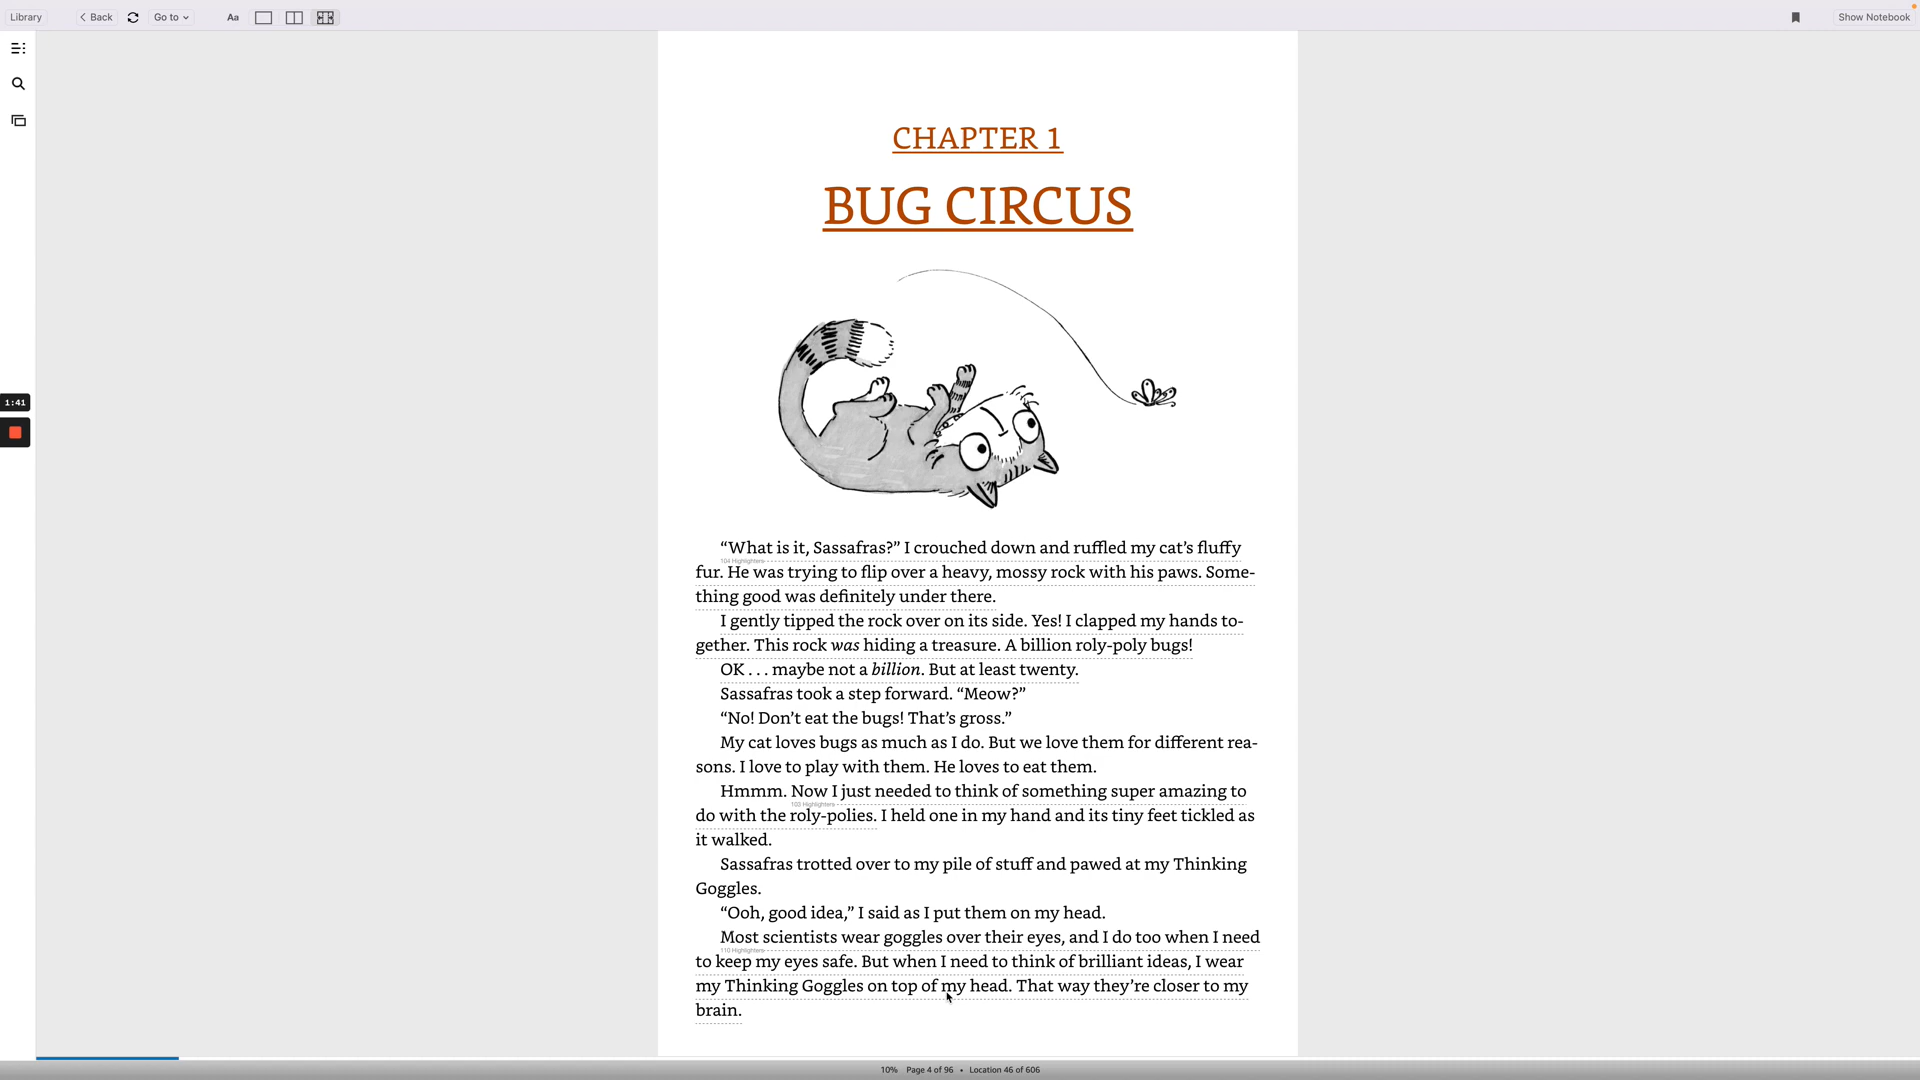 Library
Back
Go to
Aa
Show Notebook
1:41
CHAPTER 1
BUG CIRCUS
“What is it, Sassafras?” I crouched down and ruffled my cat’s fluffy
104 Highlighters
fur. He was trying to flip over a heavy, mossy rock with his paws. Some-
thing good was definitely under there.
I gently tipped the rock over on its side. Yes! I clapped my hands to-
gether. This rock was hiding a treasure. A billion roly-poly bugs!
OK . . . maybe not a billion. But at least twenty.
Sassafras took a step forward. “Meow?”
“No! Don’t eat the bugs! That’s gross.”
My cat loves bugs as much as I do. But we love them for different rea-
sons. I love to play with them. He loves to eat them.
Hmmm. Now I just needed to think of something super amazing to
103 Highlighters
do with the roly-polies. I held one in my hand and its tiny feet tickled as
it walked.
Sassafras trotted over to my pile of stuff and pawed at my Thinking
Goggles.
“Ooh, good idea,” I said as I put them on my head.
Most scientists wear goggles over their eyes, and I do too when I need
110 Highlighters
to keep my eyes safe. But when I need to think of brilliant ideas, I wear
my Thinking Goggles on top of my head. That way they’re closer to my
brain.
10% Page 4 of 96 • Location 46 of 606